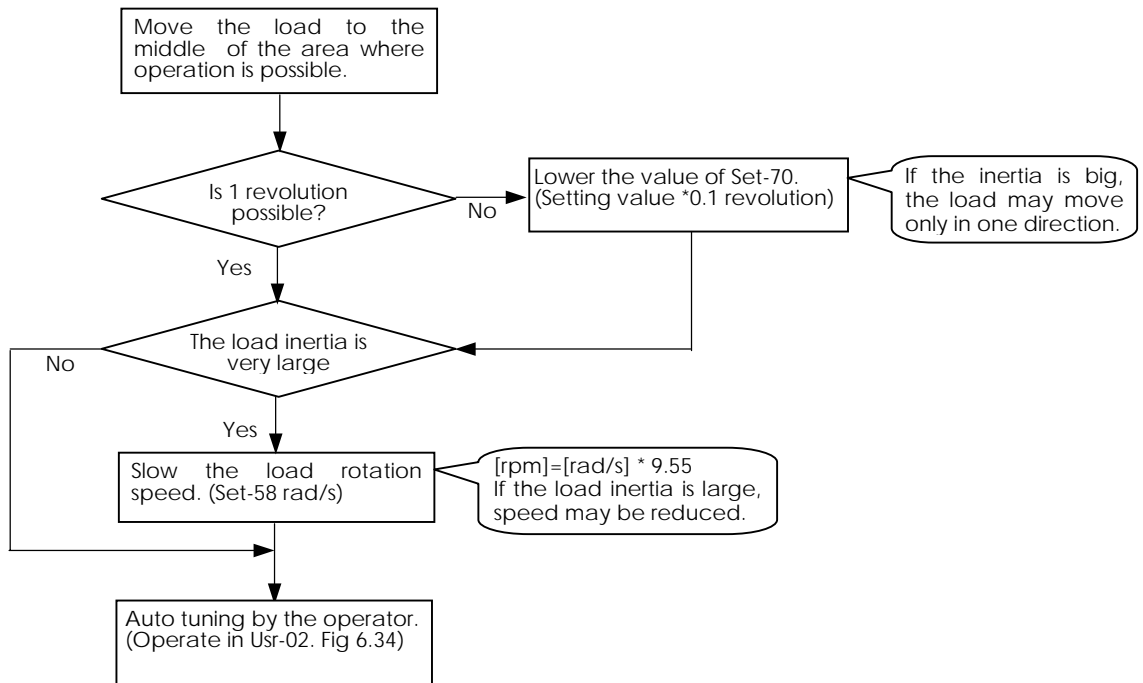 Move the load to the
middle of the area where
operation is possible.
Is 1 revolution
possible?
No
Lower the value of Set-70.
(Setting value *0.1 revolution)
If the inertia is big,
the load may move
only in one direction.
Yes
The load inertia is
very large
No
Yes
Slow the load rotation
speed. (Set-58 rad/s)
[rpm]=[rad/s] * 9.55
If the load inertia is large,
speed may be reduced.
Auto tuning by the operator.
(Operate in Usr-02. Fig 6.34)